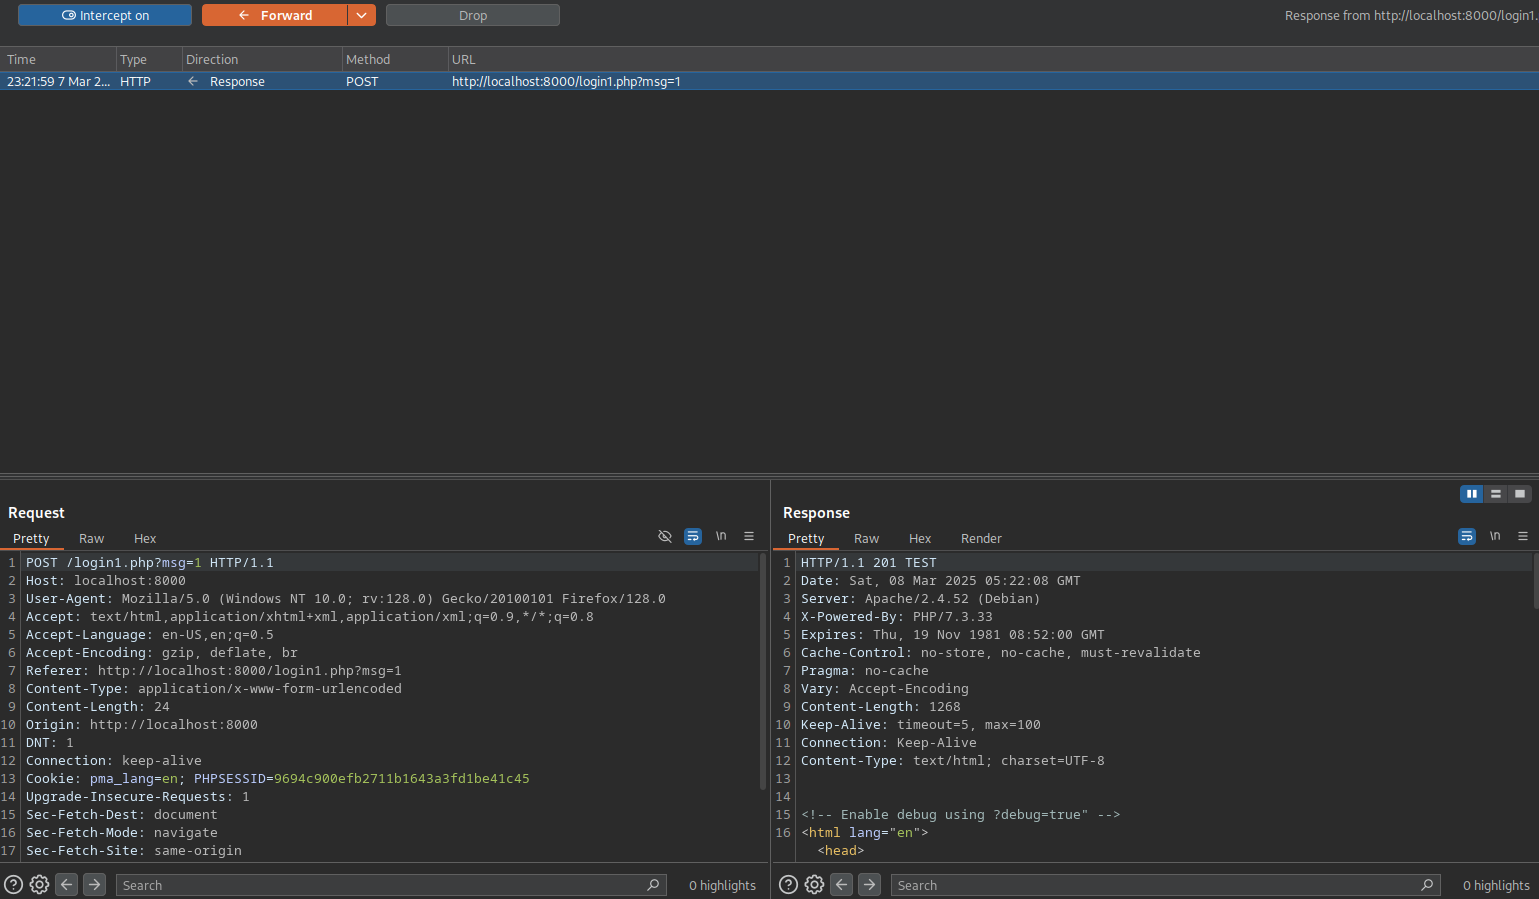 Intercept on Forward Drop Response from http://localhost:8000/login1.
Time Type Direction Method URL
23:21:59 7 Mar 2... HTTP Response POST http://localhost:8000/login1.php?msg=1
Request
Pretty Raw Hex \n
1 POST /login1.php?msg=1 HTTP/1.1
2 Host: localhost:8000
3 User-Agent: Mozilla/5.0 (Windows NT 10.0; rv:128.0) Gecko/20100101 Firefox/128.0
4 Accept: text/html,application/xhtml+xml,application/xml;q=0.9,*/*;q=0.8
5 Accept-Language: en-US,en;q=0.5
6 Accept-Encoding: gzip, deflate, br
7 Referer: http://localhost:8000/login1.php?msg=1
8 Content-Type: application/x-www-form-urlencoded
9 Content-Length: 24
10 Origin: http://localhost:8000
11 DNT: 1
12 Connection: keep-alive
13 Cookie: pma_lang=en; PHPSESSID=9694c900efb2711b1643a3fd1be41c45
14 Upgrade-Insecure-Requests: 1
15 Sec-Fetch-Dest: document
16 Sec-Fetch-Mode: navigate
17 Sec-Fetch-Site: same-origin
Search 0 highlights
Response
Pretty Raw Hex Render \n
1 HTTP/1.1 201 TEST
2 Date: Sat, 08 Mar 2025 05:22:08 GMT
3 Server: Apache/2.4.52 (Debian)
4 X-Powered-By: PHP/7.3.33
5 Expires: Thu, 19 Nov 1981 08:52:00 GMT
6 Cache-Control: no-store, no-cache, must-revalidate
7 Pragma: no-cache
8 Vary: Accept-Encoding
9 Content-Length: 1268
10 Keep-Alive: timeout=5, max=100
11 Connection: Keep-Alive
12 Content-Type: text/html; charset=UTF-8
13
14
15 <!-- Enable debug using ?debug=true" -->
16 <html lang="en">
<head>
Search 0 highlights